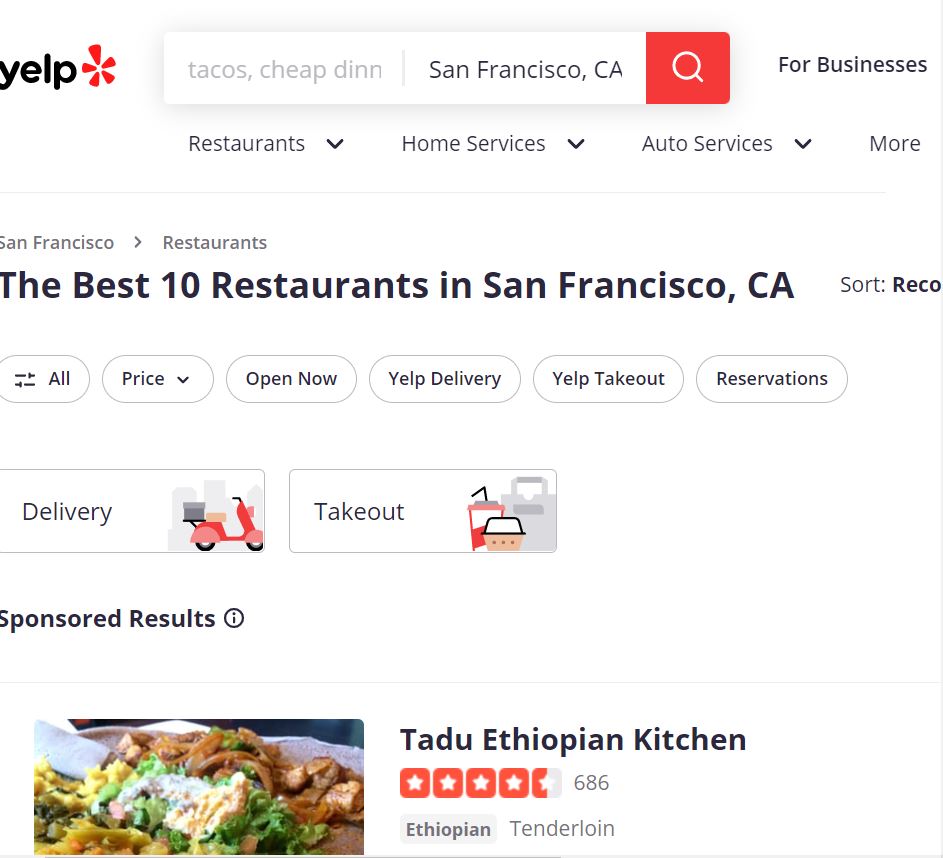 yelp
tacos, cheap dinn San Francisco, CA
For Businesses
Restaurants Home Services Auto Services More
San Francisco > Restaurants
The Best 10 Restaurants in San Francisco, CA
Sort: Reco
All Price Open Now Yelp Delivery Yelp Takeout Reservations
Delivery Takeout
Sponsored Results
Tadu Ethiopian Kitchen
686
Ethiopian Tenderloin